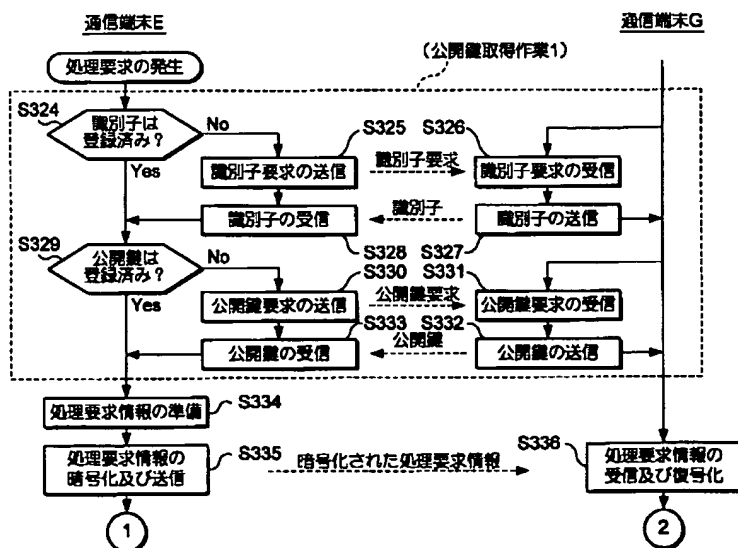 通信端末E
通信端末G
処理要求の発生
(公開鍵取得作業1)
S324
識別子は
登録済み?
No
Yes
S325
S326
識別子要求の送信
識別子要求
識別子要求の受信
識別子の受信
識別子
識別子の送信
S328
S327
S329
公開鍵は
登録済み?
No
Yes
S330
S331
公開鍵要求の送信
公開鍵要求
公開鍵要求の受信
S333
S332
公開鍵の受信
公開鍵
公開鍵の送信
処理要求情報の準備
S334
処理要求情報の
暗号化及び送信
S335
暗号化された処理要求情報
S336
処理要求情報の
受信及び復号化
1
2